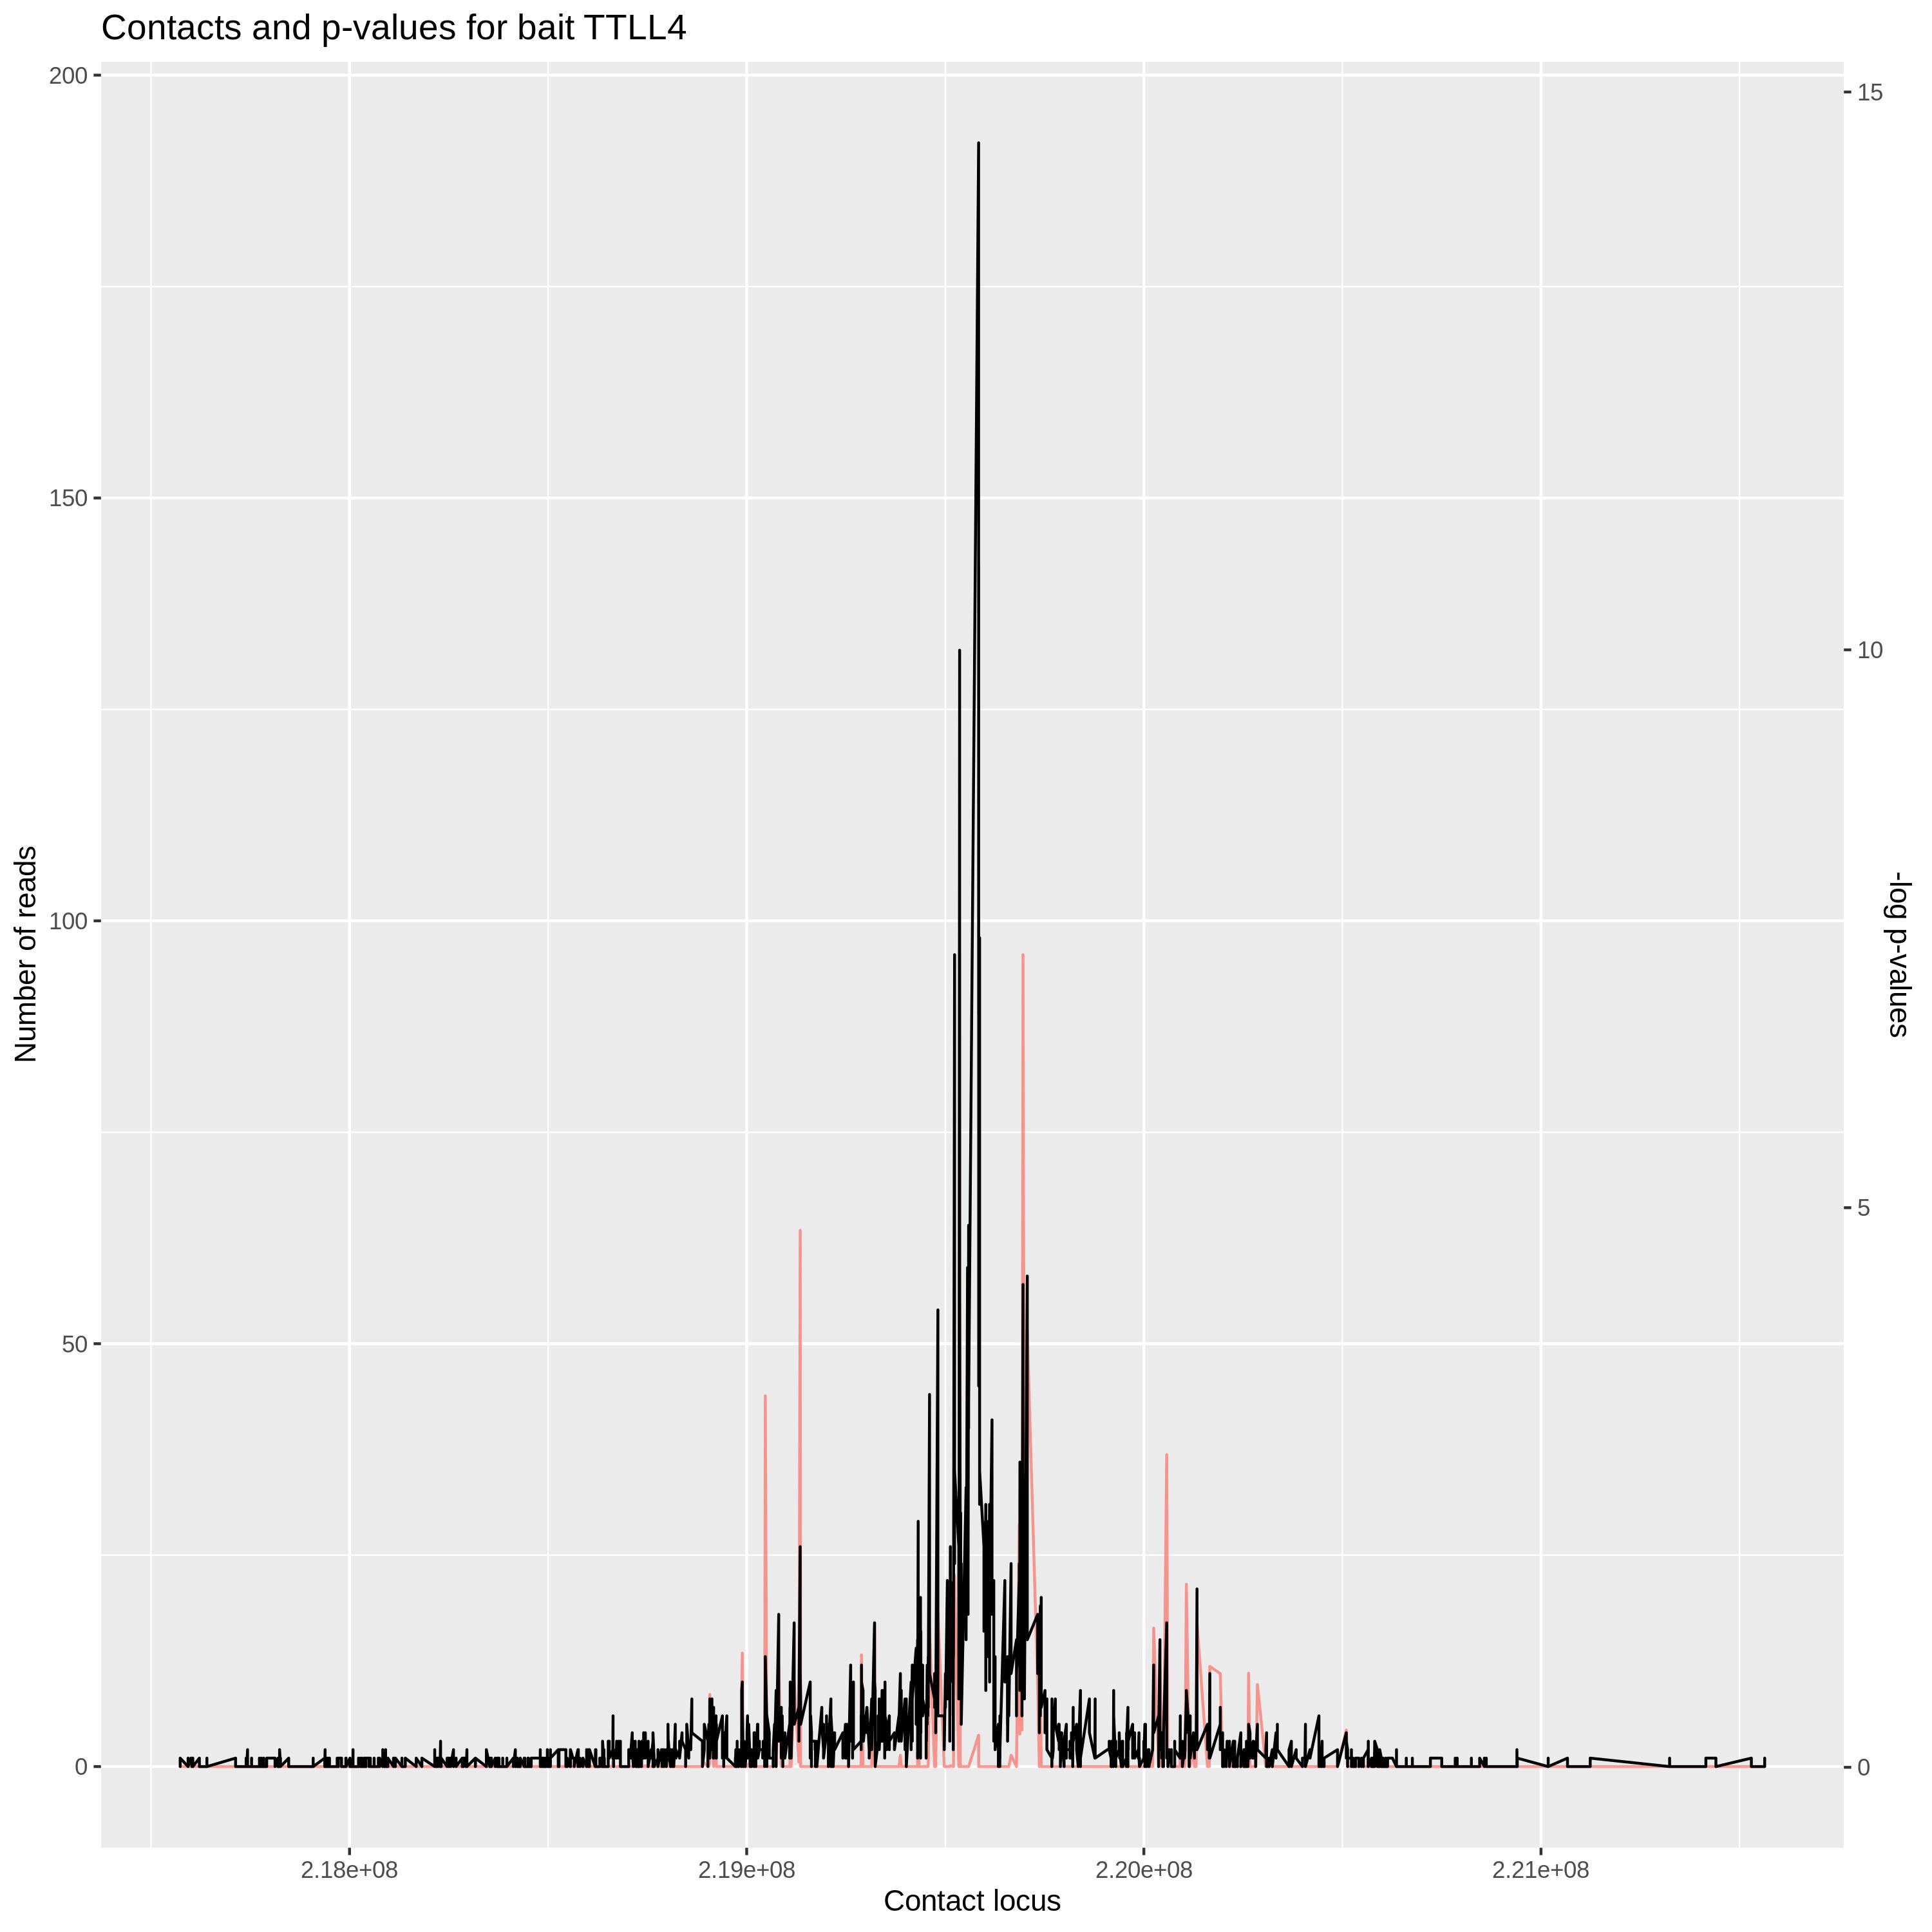 Contacts and p-values for bait TTLL4
200
150
100
50
0
15
10
5
0
Number of reads
-log p-values
2.18e+08
2.19e+08
2.20e+08
2.21e+08
Contact locus